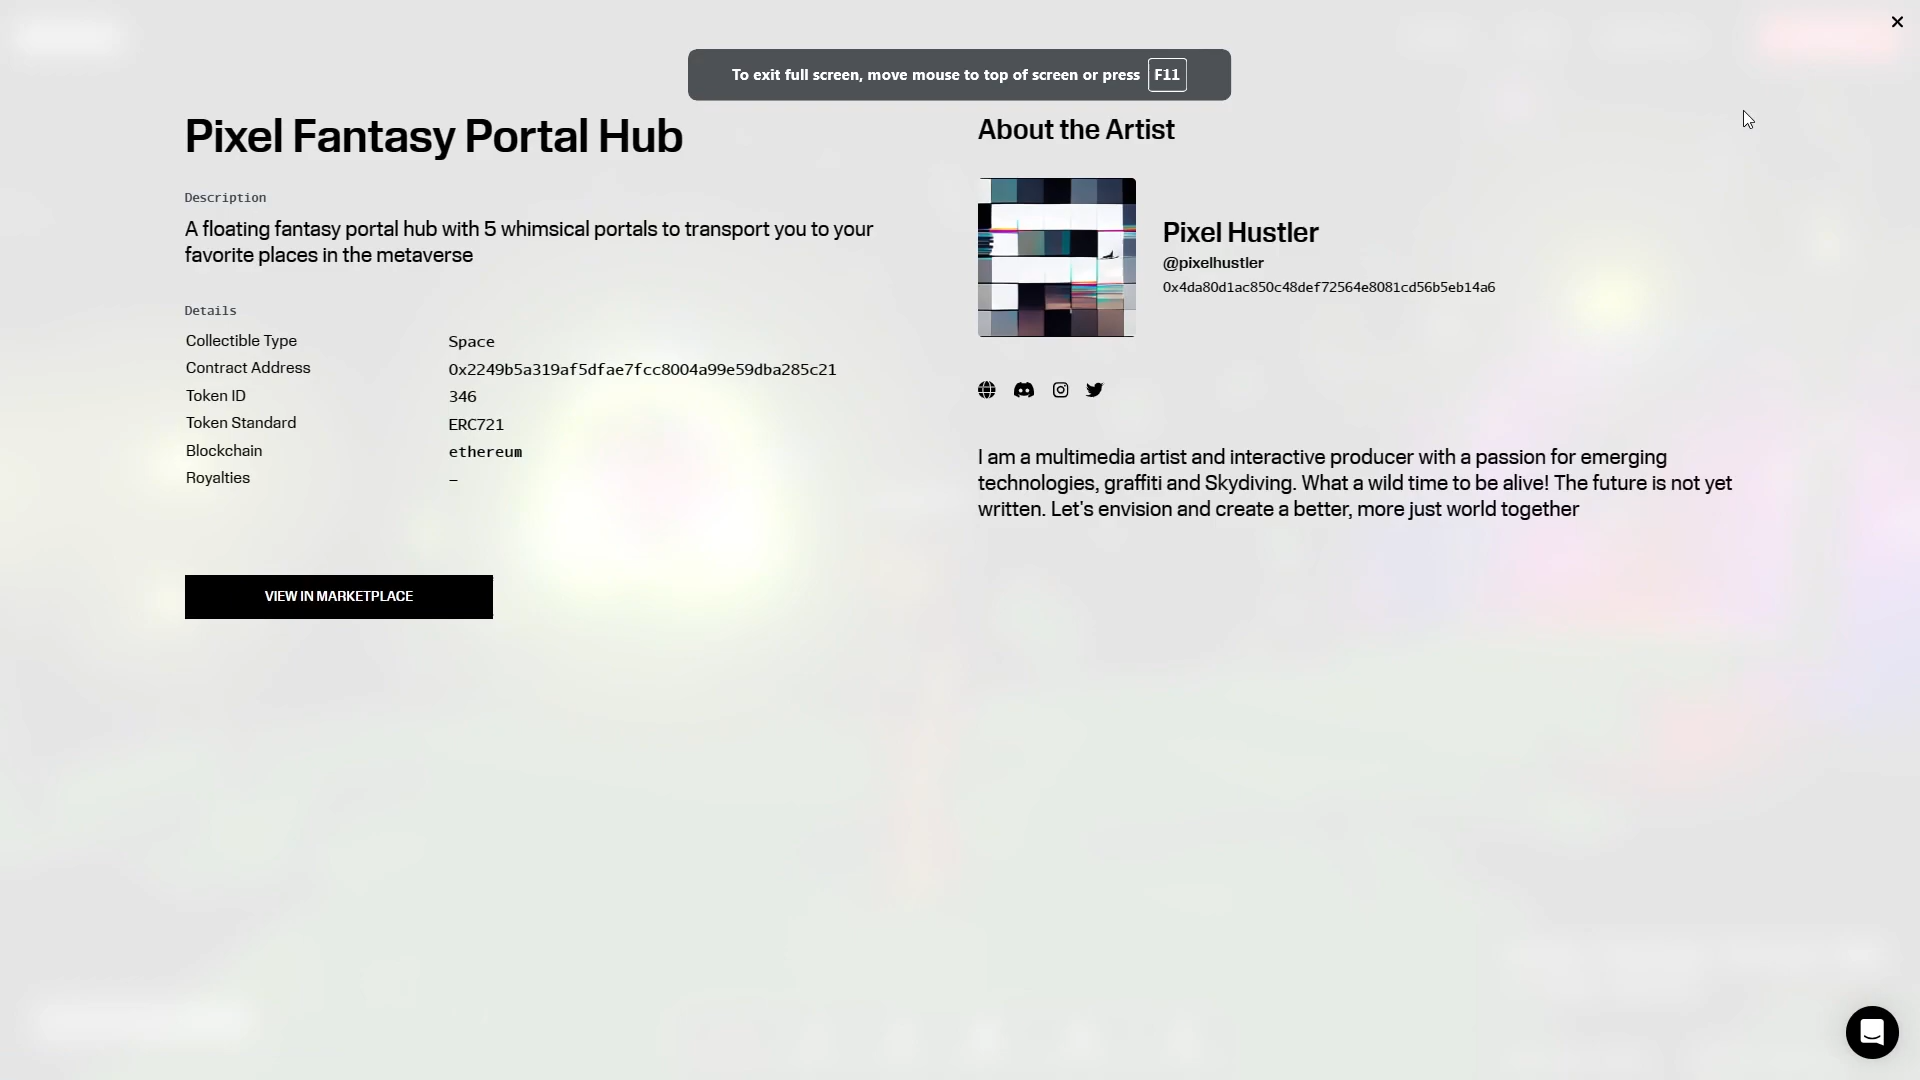 To exit full screen, move mouse to top of screen or press F11
Pixel Fantasy Portal Hub
Description
A floating fantasy portal hub with 5 whimsical portals to transport you to your
favorite places in the metaverse
Details
Collectible Type Space
Contract Address 0x2249b5a319af5dfae7fcc8004a99e59dba285c21
Token ID 346
Token Standard ERC721
Blockchain ethereum
Royalties –
VIEW IN MARKETPLACE
About the Artist
Pixel Hustler
@pixelhustler
0x4da80d1ac850c48def72564e8081cd56b5eb14a6
I am a multimedia artist and interactive producer with a passion for emerging
technologies, graffiti and Skydiving. What a wild time to be alive! The future is not yet
written. Let's envision and create a better, more just world together